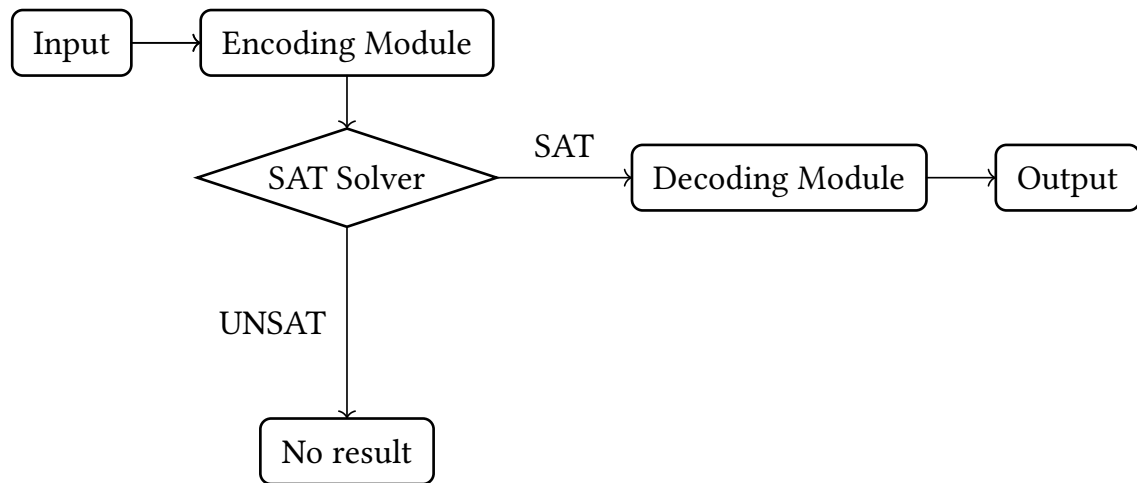 Input
Encoding Module
SAT Solver
SAT
Decoding Module
Output
UNSAT
No result